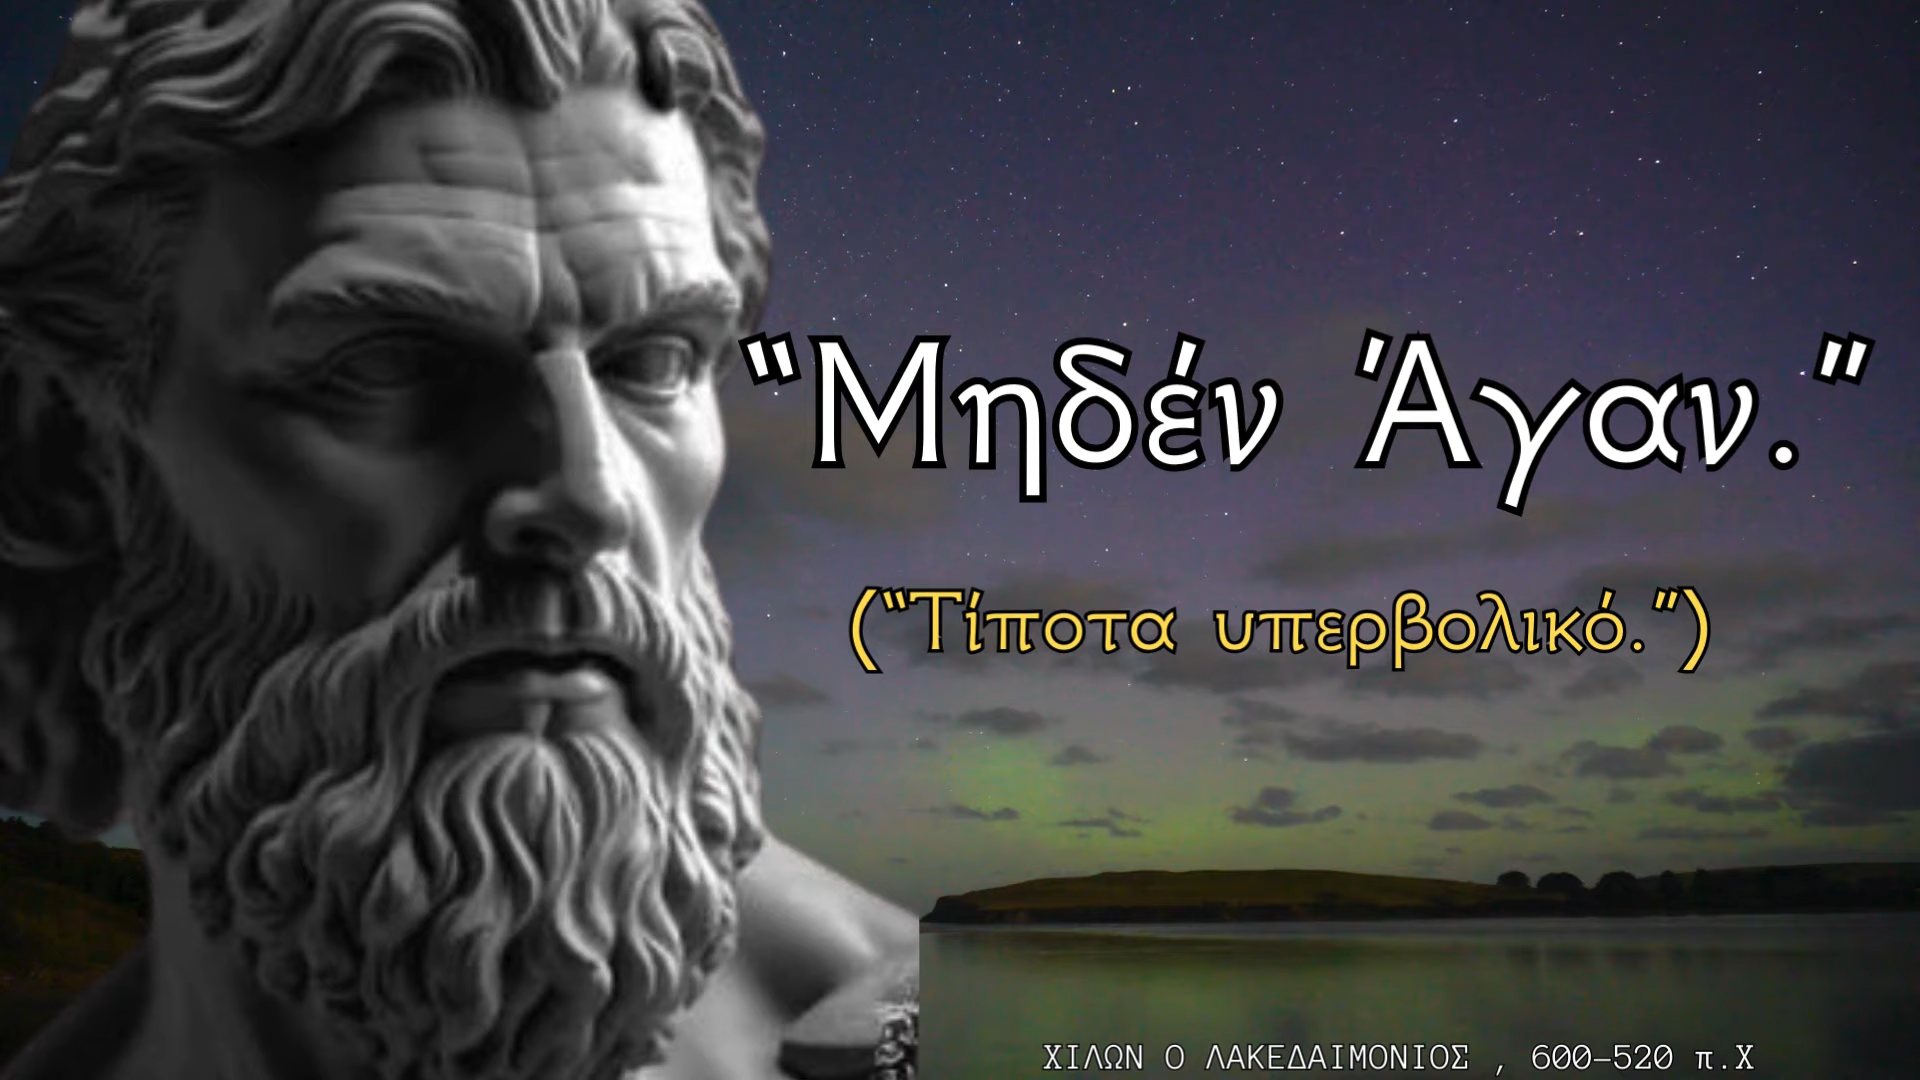 “Μηδέν Άγαν.”
(“Τίποτα υπερβολικό.”)
ΧΙΛΩΝ Ο ΛΑΚΕΔΑΙΜΟΝΙΟΣ , 600-520 π.Χ